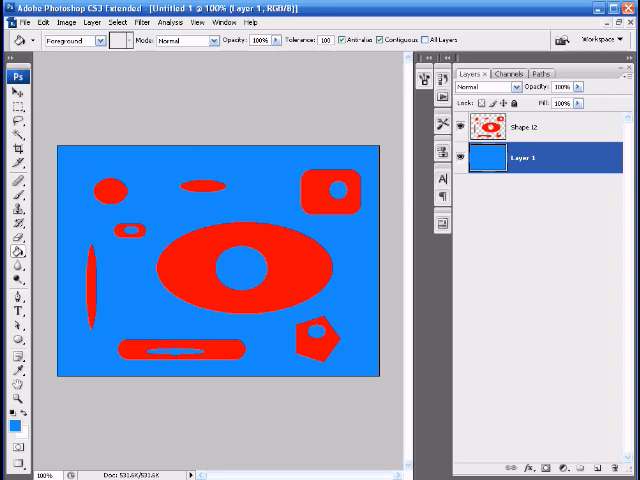 Adobe Photoshop CS3 Extended - [Untitled-1 @ 100% (Layer 1, RGB/8)]
File Edit Image Layer Select Filter Analysis View Window Help
Foreground Mode: Normal Opacity: 100% Tolerance: 100 Antialias Contiguous All Layers Workspace
Ps
Layers x Channels Paths
Normal Opacity: 100%
Lock: Fill: 100%
Shape 12
Layer 1
T
A
100% Doc: 531.6K/531.6K
fx